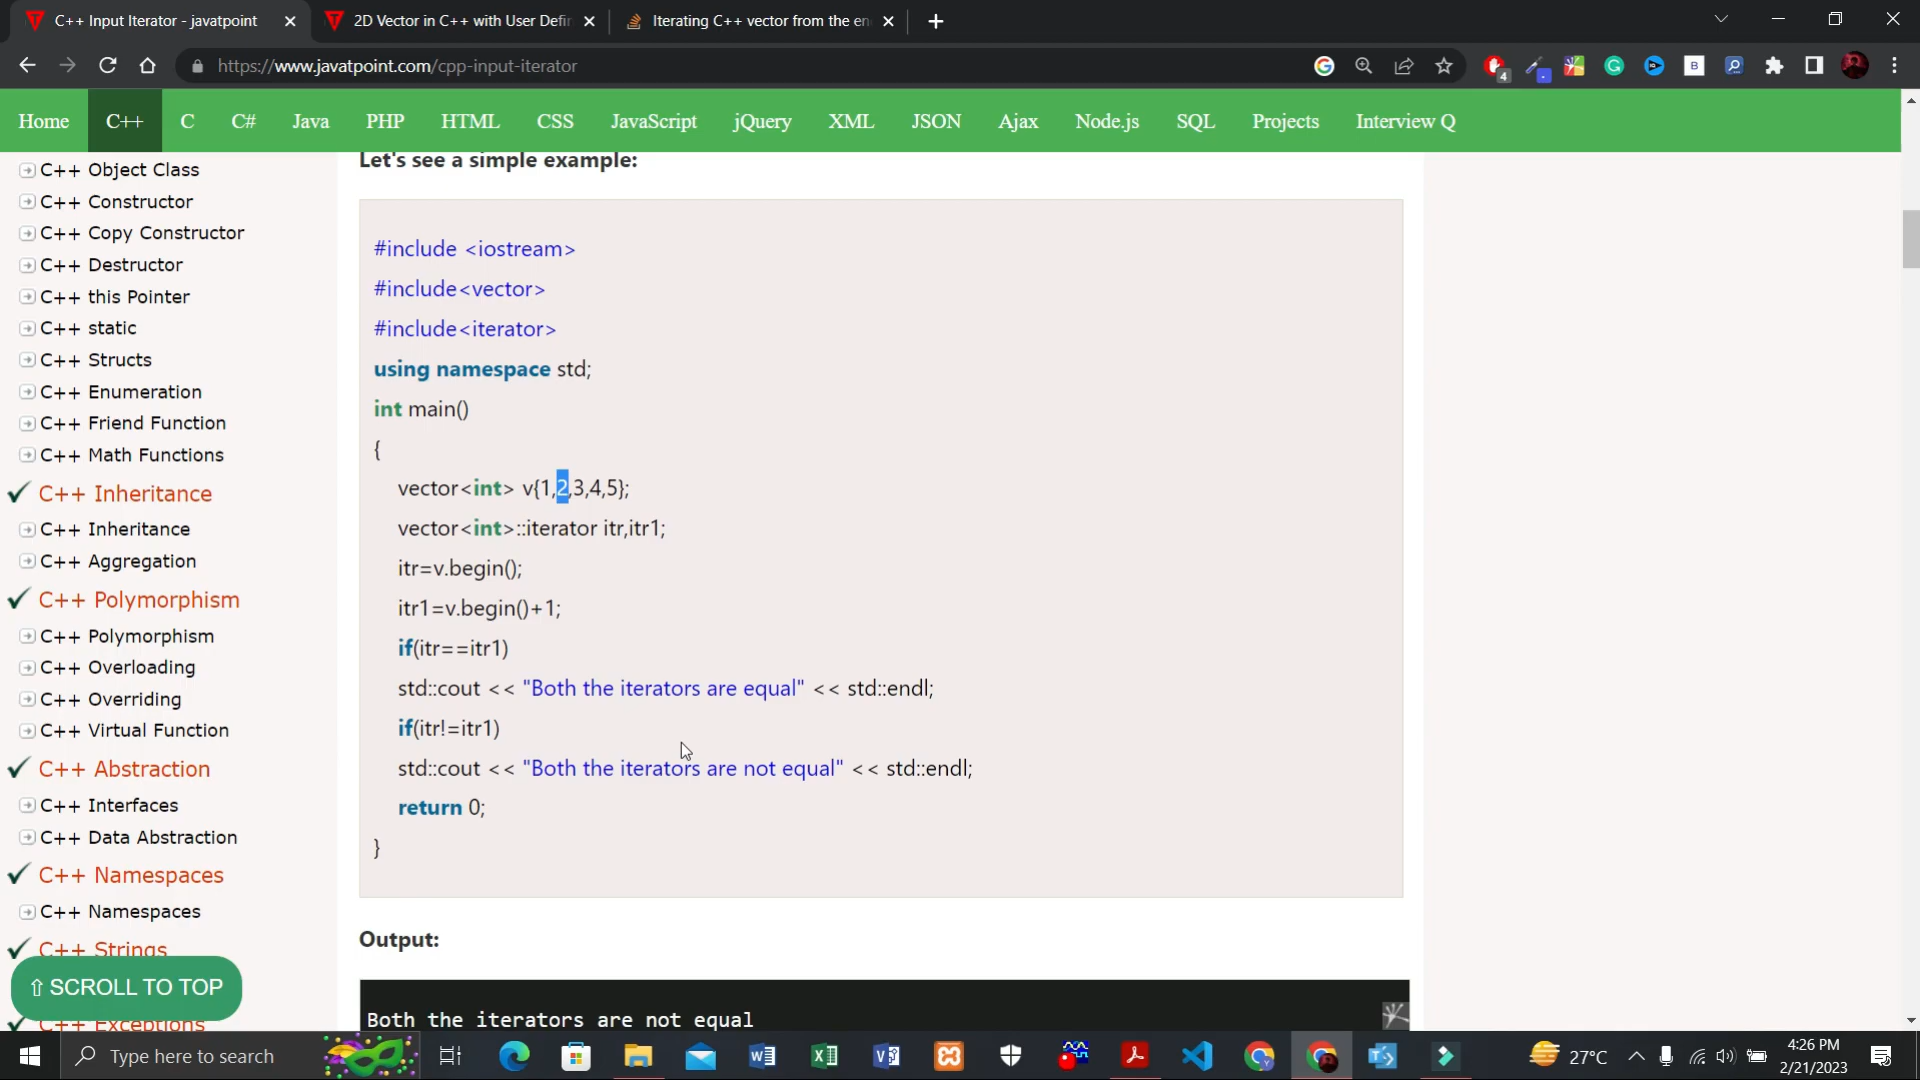 C++ Input Iterator - javatpoint
2D Vector in C++ with User Defin
Iterating C++ vector from the en
https://www.javatpoint.com/cpp-input-iterator
4
B
Home C++ C C# Java PHP HTML CSS JavaScript jQuery XML JSON Ajax Node.js SQL Projects Interview Q
C++ Object Class
C++ Constructor
C++ Copy Constructor
C++ Destructor
C++ this Pointer
C++ static
C++ Structs
C++ Enumeration
C++ Friend Function
C++ Math Functions
C++ Inheritance
C++ Inheritance
C++ Aggregation
C++ Polymorphism
C++ Polymorphism
C++ Overloading
C++ Overriding
C++ Virtual Function
C++ Abstraction
C++ Interfaces
C++ Data Abstraction
C++ Namespaces
C++ Namespaces
C++ Strings
⇧ SCROLL TO TOP
C++ Exceptions
Let's see a simple example:
#include <iostream>
#include<vector>
#include<iterator>
using namespace std;
int main()
{
vector<int> v{1,2,3,4,5};
vector<int>::iterator itr,itr1;
itr=v.begin();
itr1=v.begin()+1;
if(itr==itr1)
std::cout << "Both the iterators are equal" << std::endl;
if(itr!=itr1)
std::cout << "Both the iterators are not equal" << std::endl;
return 0;
}
Output:
Both the iterators are not equal
Type here to search
27°C
4:26 PM
2/21/2023